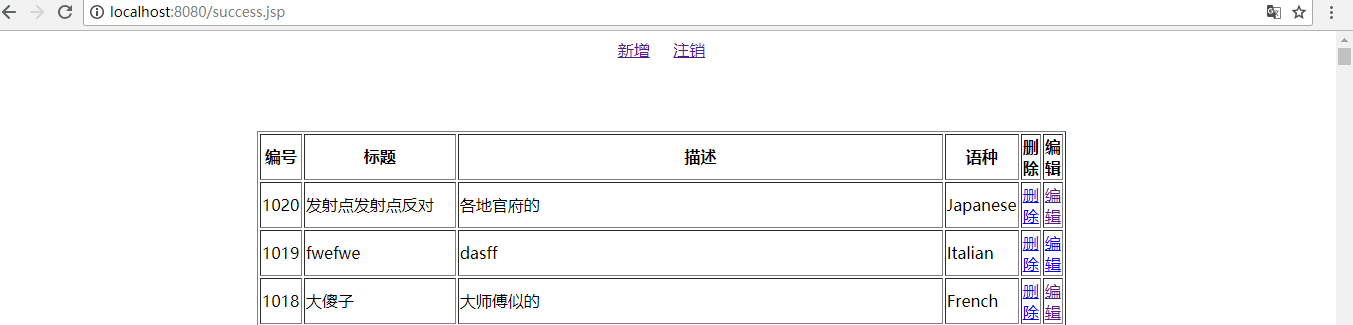 localhost:8080/success.jsp
新增 注销
编号 标题 描述 语种 删除 编辑
1020 发射点发射点反对 各地官府的 Japanese 删除 编辑
1019 fwefwe dasff Italian 删除 编辑
1018 大傻子 大师傅似的 French 删除 编辑